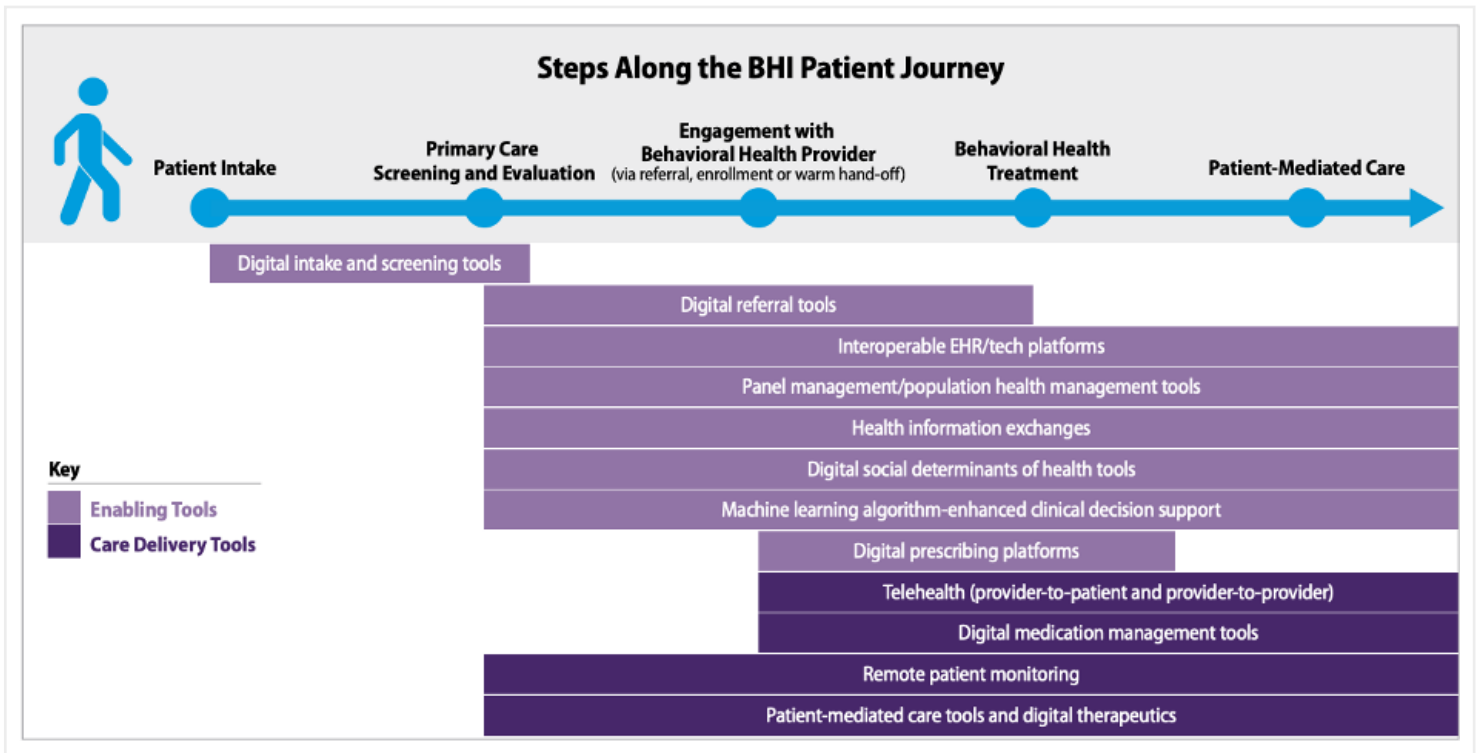 Steps Along the BHI Patient Journey
Patient Intake
Primary Care
Screening and Evaluation
Engagement with
Behavioral Health Provider
(via referral, enrollment or warm hand-off)
Behavioral Health
Treatment
Patient-Mediated Care
Digital intake and screening tools
Digital referral tools
Interoperable EHR/tech platforms
Panel management/population health management tools
Health information exchanges
Digital social determinants of health tools
Machine learning algorithm-enhanced clinical decision support
Digital prescribing platforms
Telehealth (provider-to-patient and provider-to-provider)
Digital medication management tools
Remote patient monitoring
Patient-mediated care tools and digital therapeutics
Key
Enabling Tools
Care Delivery Tools